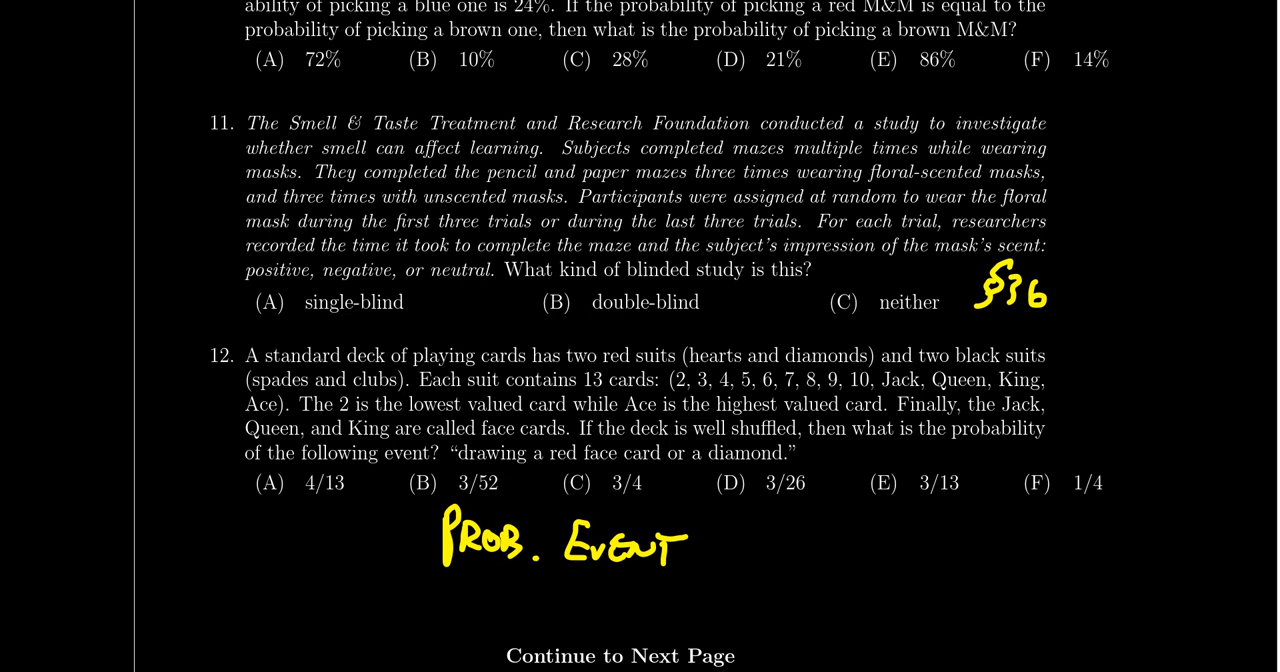 ability of picking a blue one is 24%. If the probability of picking a red M&M is equal to the
probability of picking a brown one, then what is the probability of picking a brown M&M?
(A) 72% (B) 10% (C) 28% (D) 21% (E) 86% (F) 14%
11. The Smell & Taste Treatment and Research Foundation conducted a study to investigate
whether smell can affect learning. Subjects completed mazes multiple times while wearing
masks. They completed the pencil and paper mazes three times wearing floral-scented masks,
and three times with unscented masks. Participants were assigned at random to wear the floral
mask during the first three trials or during the last three trials. For each trial, researchers
recorded the time it took to complete the maze and the subject's impression of the mask's scent:
positive, negative, or neutral. What kind of blinded study is this?
(A) single-blind (B) double-blind (C) neither §36
12. A standard deck of playing cards has two red suits (hearts and diamonds) and two black suits
(spades and clubs). Each suit contains 13 cards: (2, 3, 4, 5, 6, 7, 8, 9, 10, Jack, Queen, King,
Ace). The 2 is the lowest valued card while Ace is the highest valued card. Finally, the Jack,
Queen, and King are called face cards. If the deck is well shuffled, then what is the probability
of the following event? “drawing a red face card or a diamond.”
(A) 4/13 (B) 3/52 (C) 3/4 (D) 3/26 (E) 3/13 (F) 1/4
PROB. EVENT
Continue to Next Page